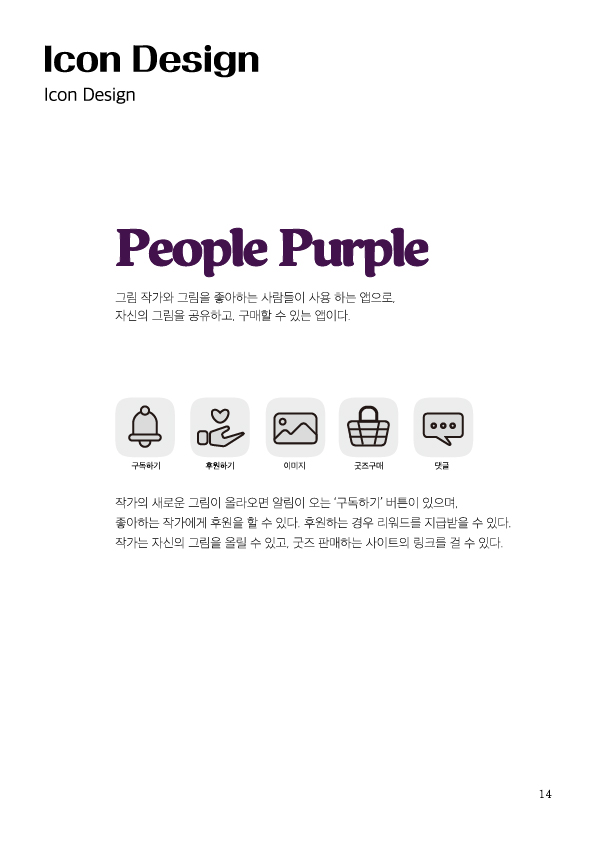 Icon Design
Icon Design
People Purple
그림 작가와 그림을 좋아하는 사람들이 사용 하는 앱으로,
자신의 그림을 공유하고, 구매할 수 있는 앱이다.
구독하기 후원하기 이미지 굿즈구매 댓글
작가의 새로운 그림이 올라오면 알림이 오는 '구독하기' 버튼이 있으며,
좋아하는 작가에게 후원을 할 수 있다. 후원하는 경우 리워드를 지급받을 수 있다.
작가는 자신의 그림을 올릴 수 있고, 굿즈 판매하는 사이트의 링크를 걸 수 있다.
14